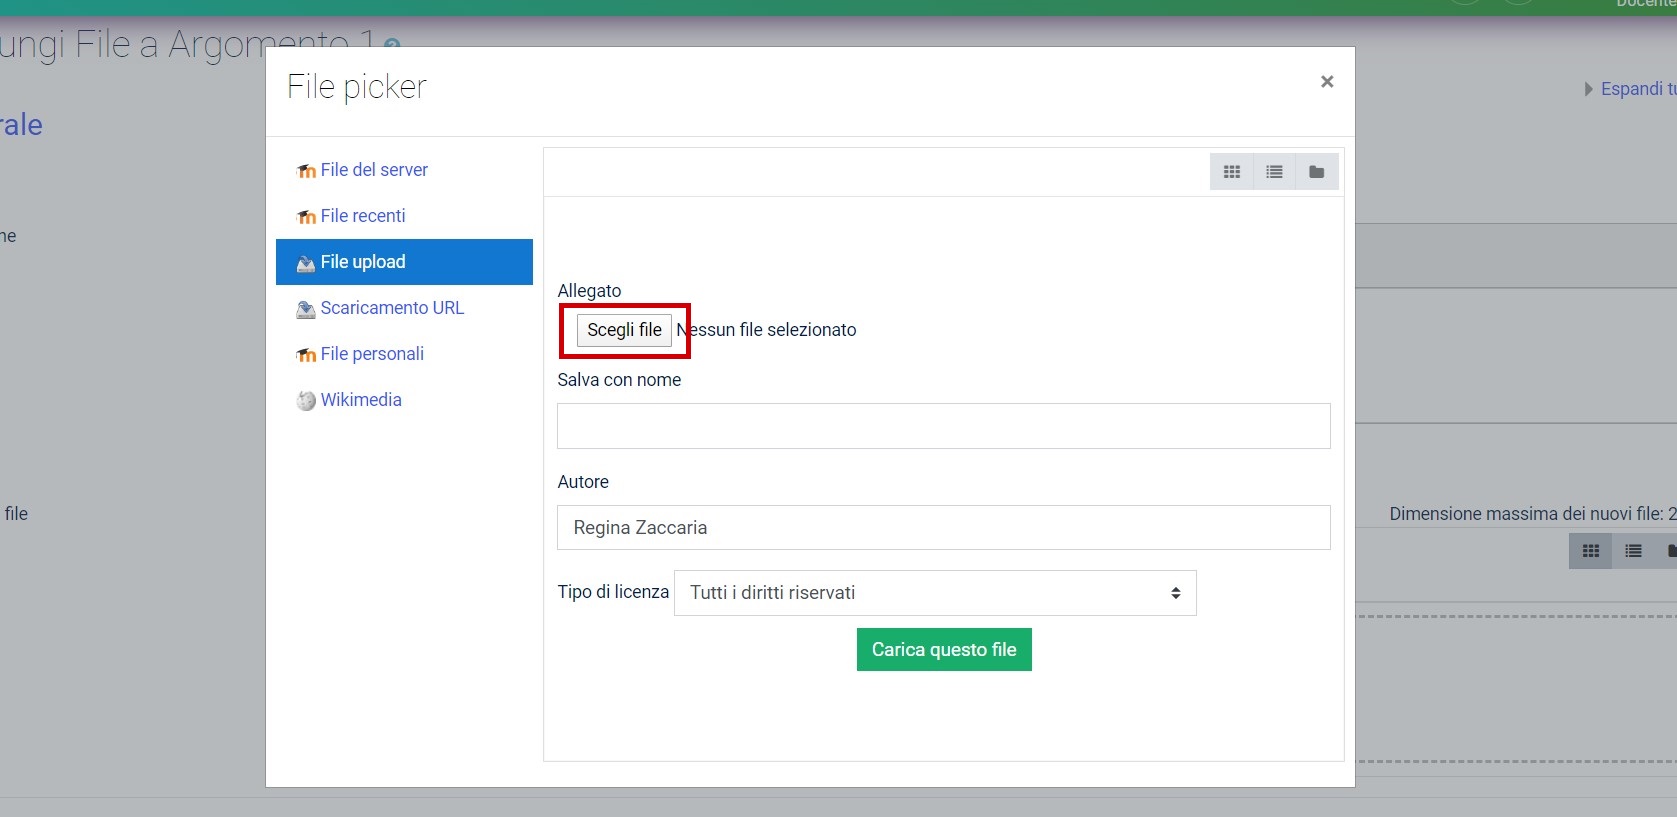 Docente
ungi File a Argomento 1
File picker
×
Espandi tu
rale
File del server
File recenti
ne
File upload
Allegato
Scaricamento URL
Scegli file
Nessun file selezionato
File personali
Salva con nome
Wikimedia
Autore
file
Dimensione massima dei nuovi file: 2
Regina Zaccaria
Tipo di licenza
Tutti i diritti riservati
Carica questo file